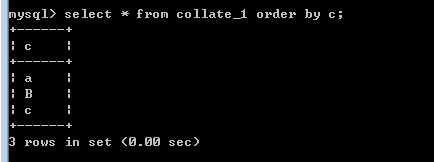 mysql> select * from collate_1 order by c;
+------+
| c    |
+------+
| a    |
| B    |
| c    |
+------+
3 rows in set (0.00 sec)